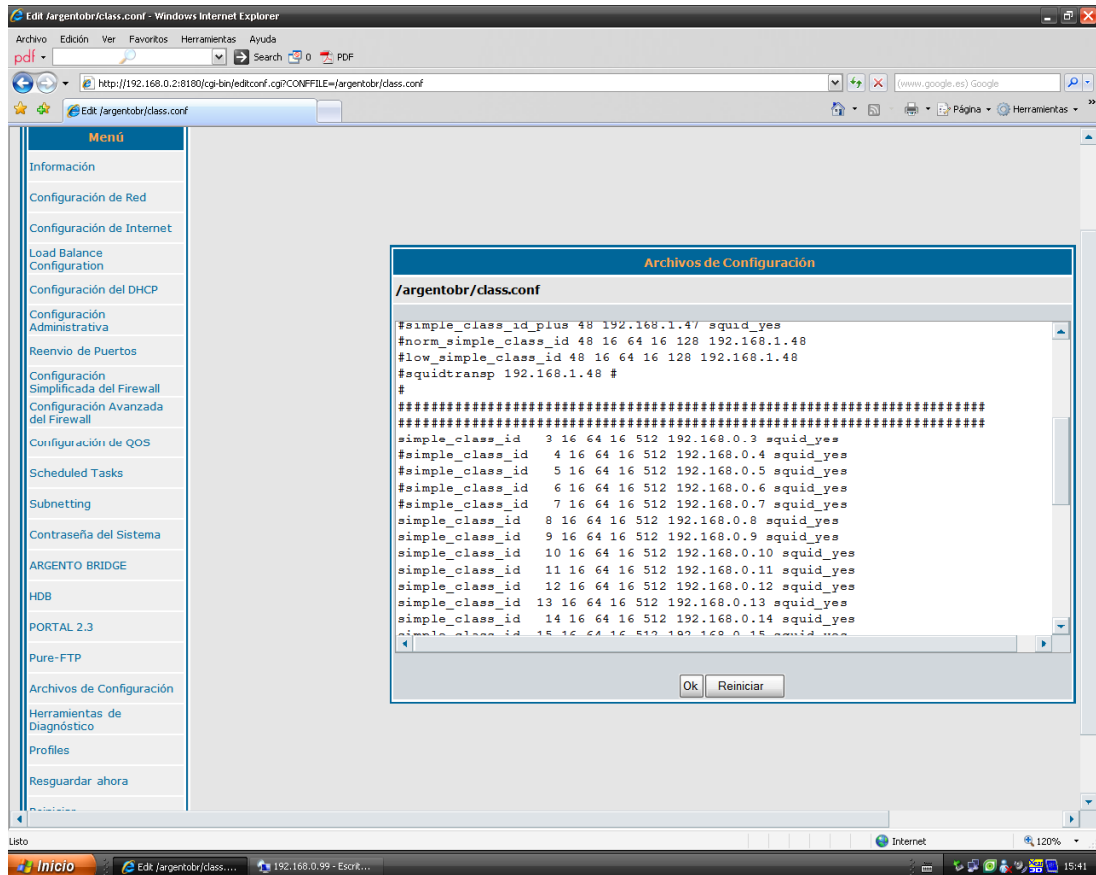 Edit /argentobr/class.conf - Windows Internet Explorer
Archivo Edición Ver Favoritos Herramientas Ayuda
pdf Search 0 PDF
http://192.168.0.2:8180/cgi-bin/editconf.cgi?CONFFILE=/argentobr/class.conf (www.google.es) Google
Edit /argentobr/class.conf Página Herramientas »
Menú
Información
Configuración de Red
Configuración de Internet
Load Balance
Configuration
Configuración del DHCP
Configuración
Administrativa
Reenvio de Puertos
Configuración
Simplificada del Firewall
Configuración Avanzada
del Firewall
Configuración de QOS
Scheduled Tasks
Subnetting
Contraseña del Sistema
ARGENTO BRIDGE
HDB
PORTAL 2.3
Pure-FTP
Archivos de Configuración
Herramientas de
Diagnóstico
Profiles
Resguardar ahora
Reiniciar
Archivos de Configuración
/argentobr/class.conf
#simple_class_id_plus 48 192.168.1.47 squid_yes
#norm_simple_class_id 48 16 64 16 128 192.168.1.48
#low_simple_class_id 48 16 64 16 128 192.168.1.48
#squidtransp 192.168.1.48 #
#
########################################################################
########################################################################
simple_class_id 3 16 64 16 512 192.168.0.3 squid_yes
#simple_class_id 4 16 64 16 512 192.168.0.4 squid_yes
#simple_class_id 5 16 64 16 512 192.168.0.5 squid_yes
#simple_class_id 6 16 64 16 512 192.168.0.6 squid_yes
#simple_class_id 7 16 64 16 512 192.168.0.7 squid_yes
simple_class_id 8 16 64 16 512 192.168.0.8 squid_yes
simple_class_id 9 16 64 16 512 192.168.0.9 squid_yes
simple_class_id 10 16 64 16 512 192.168.0.10 squid_yes
simple_class_id 11 16 64 16 512 192.168.0.11 squid_yes
simple_class_id 12 16 64 16 512 192.168.0.12 squid_yes
simple_class_id 13 16 64 16 512 192.168.0.13 squid_yes
simple_class_id 14 16 64 16 512 192.168.0.14 squid_yes
simple_class_id 15 16 64 16 512 192.168.0.15 squid_yes
Ok Reiniciar
Listo Internet 120%
Inicio Edit /argentobr/class.... 192.168.0.99 - Escrit... 15:41